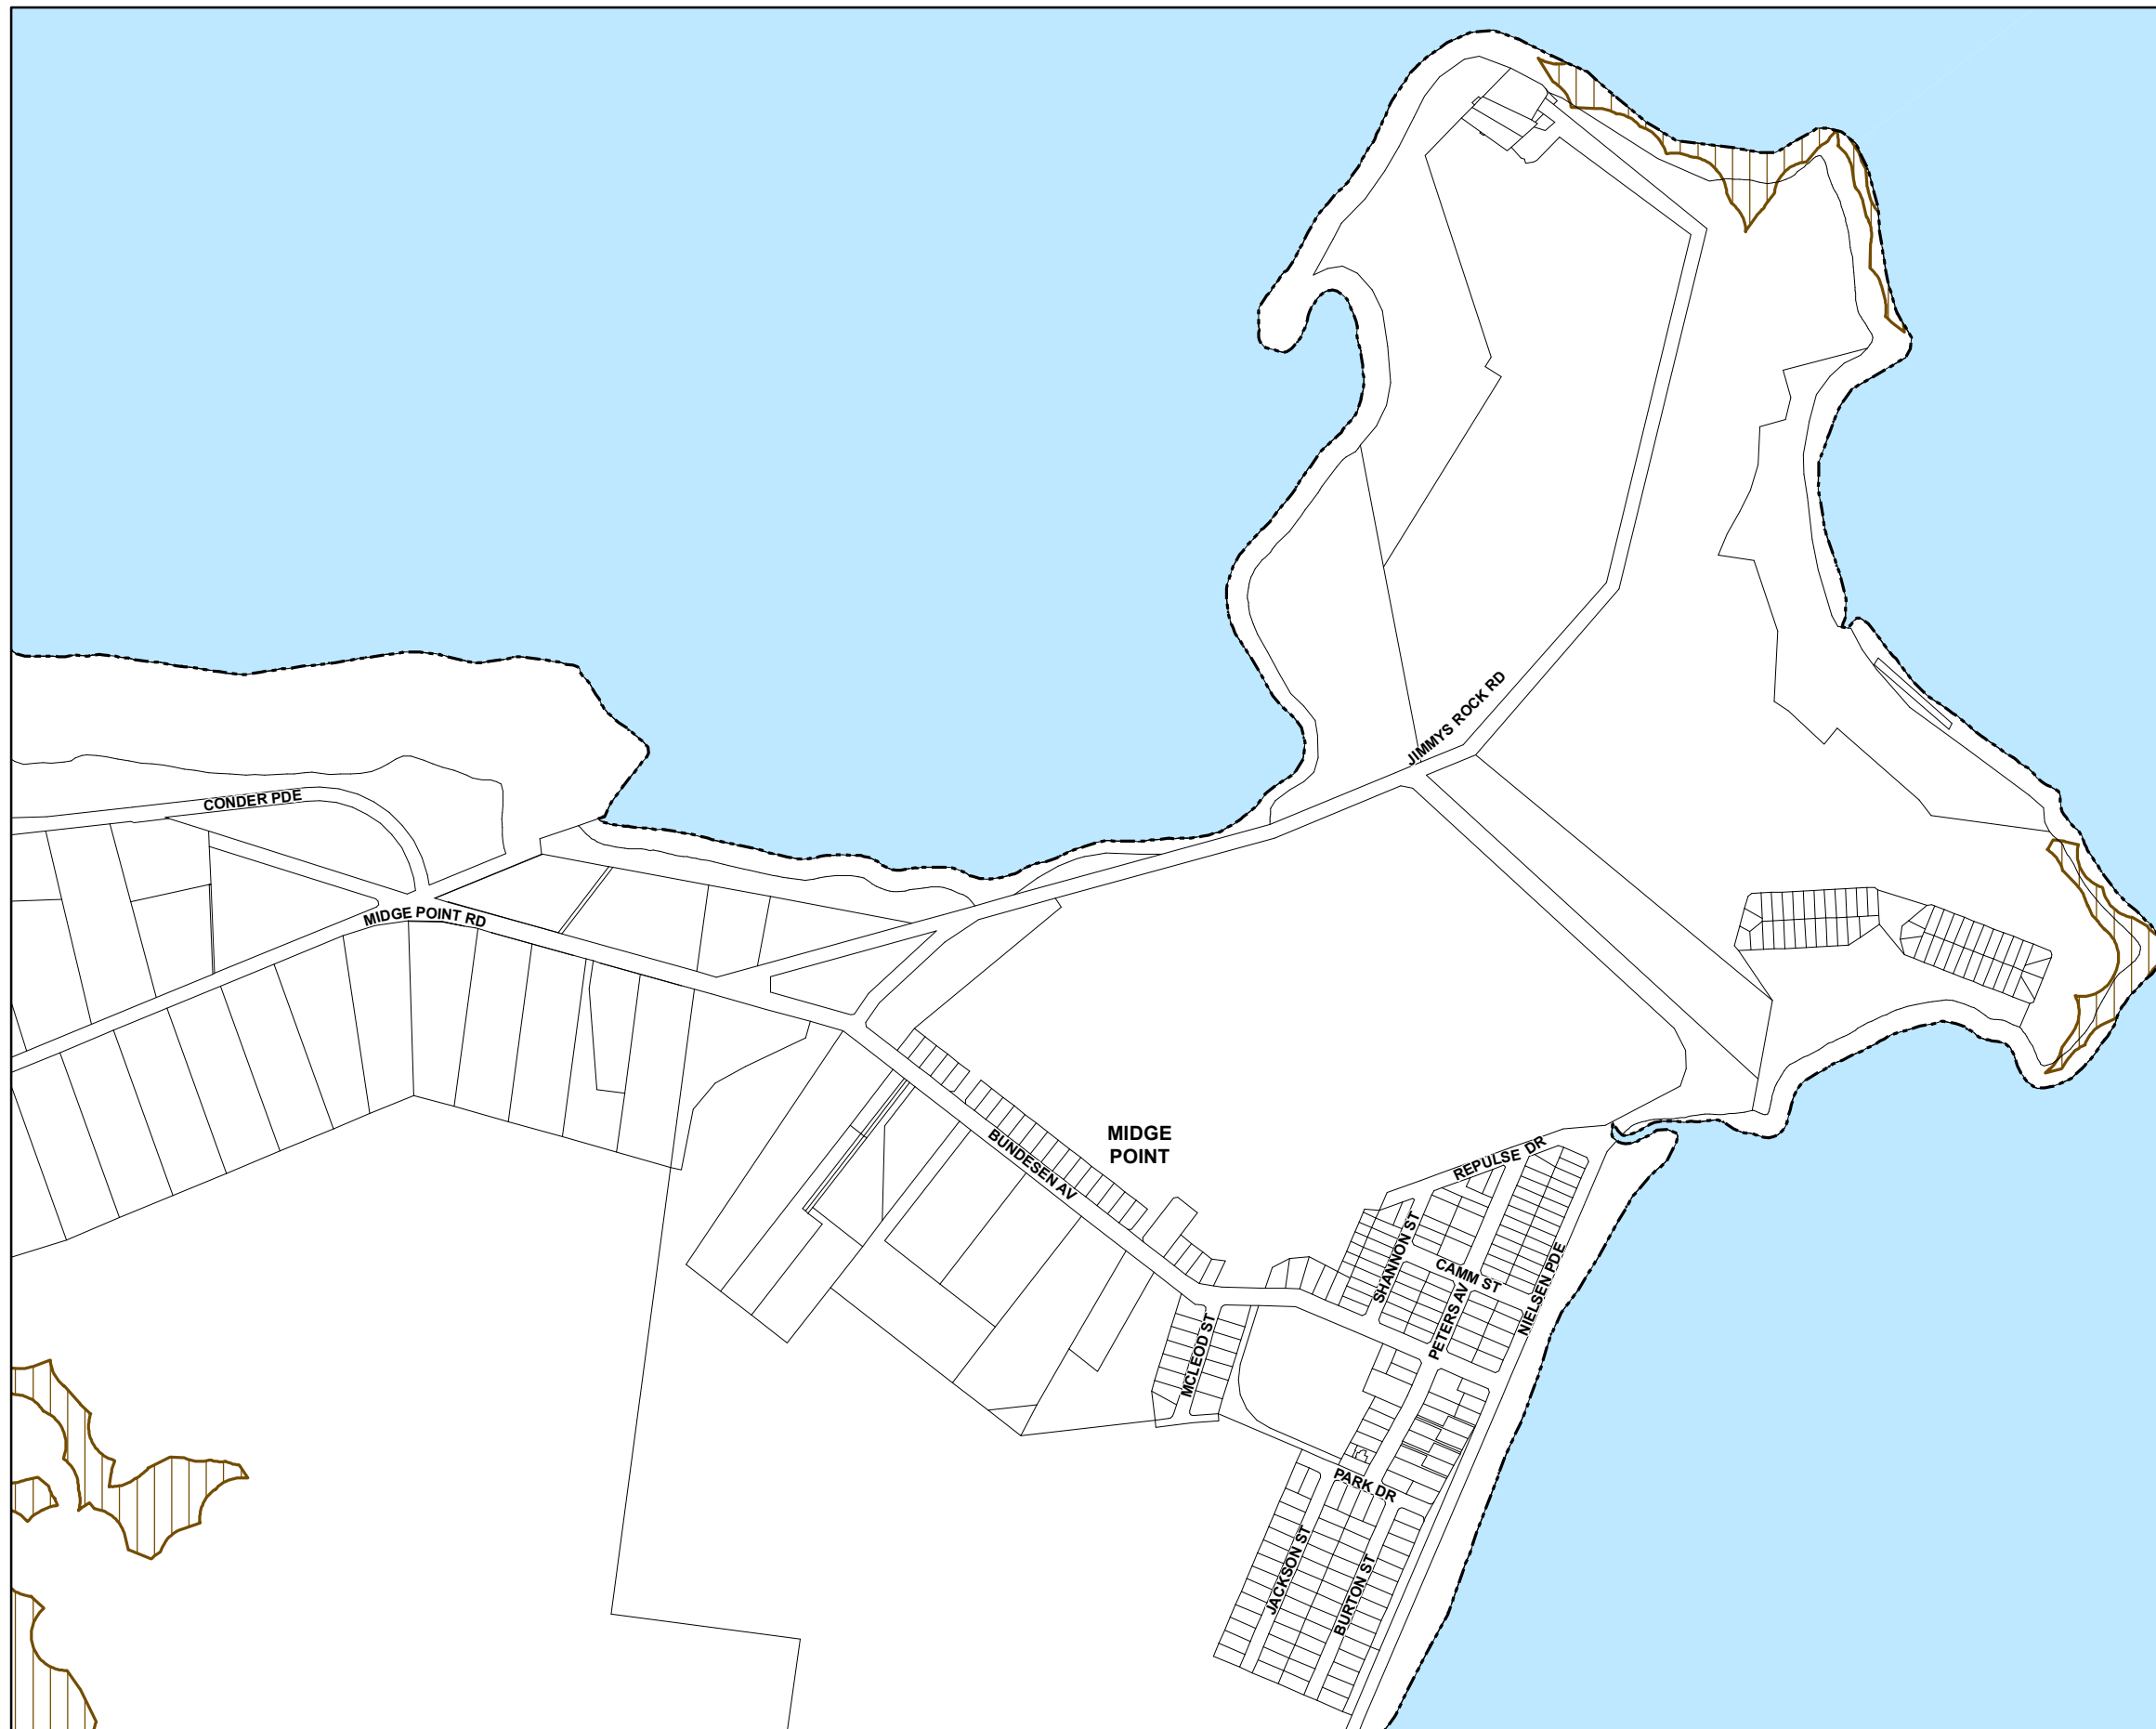 JIMMYS ROCK RD
CONDER PDE
MIDGE POINT RD
MIDGE
POINT
BUNDESEN AV
REPULSE DR
SHANNON ST
CAMM ST
NIELSEN PDE
PETERS AV
MCLEOD ST
PARK DR
JACKSON ST
BURTON ST